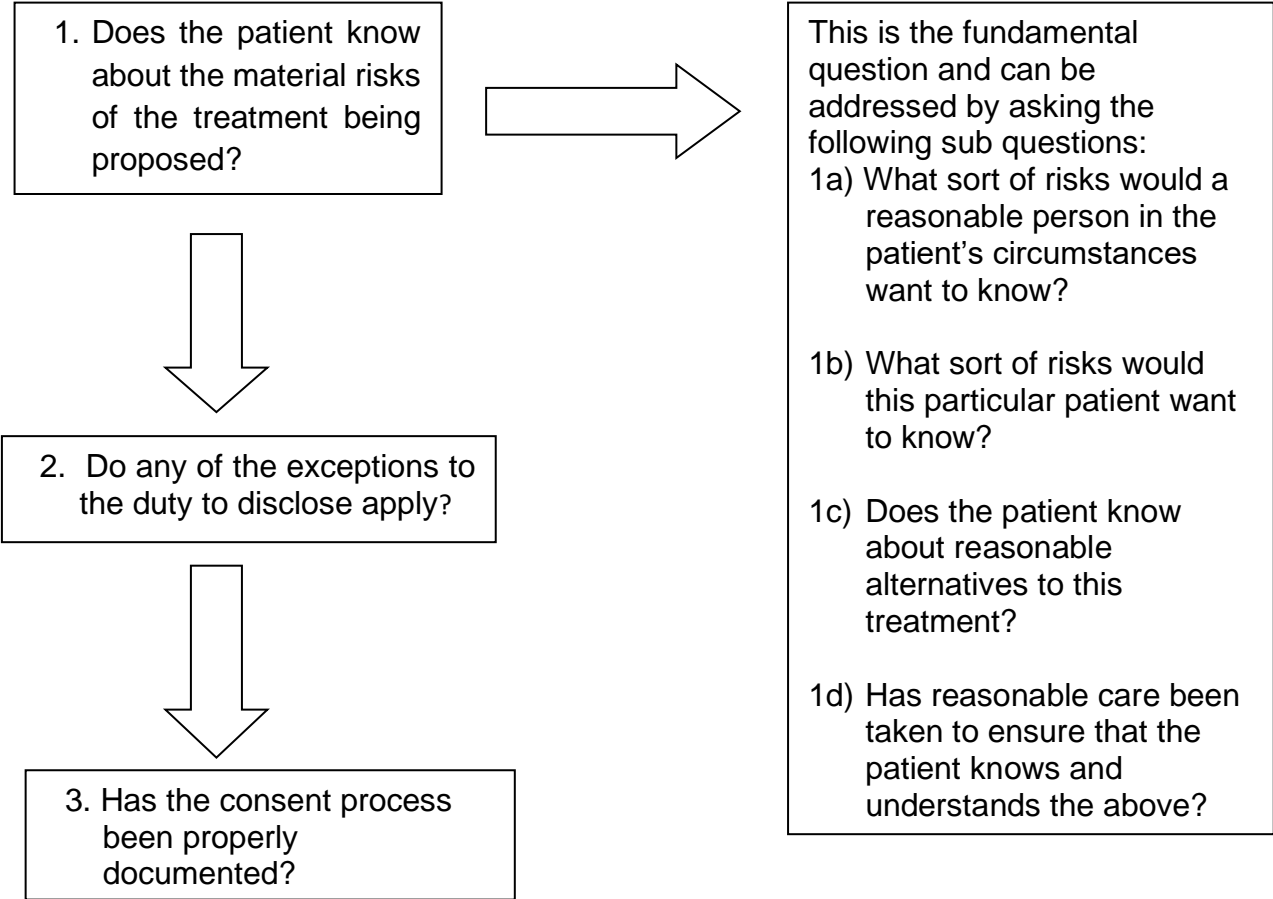 1. Does the patient know
about the material risks
of the treatment being
proposed?
This is the fundamental
question and can be
addressed by asking the
following sub questions:
1a) What sort of risks would a
reasonable person in the
patient’s circumstances
want to know?
1b) What sort of risks would
this particular patient want
to know?
1c) Does the patient know
about reasonable
alternatives to this
treatment?
1d) Has reasonable care been
taken to ensure that the
patient knows and
understands the above?
2. Do any of the exceptions to
the duty to disclose apply?
3. Has the consent process
been properly
documented?